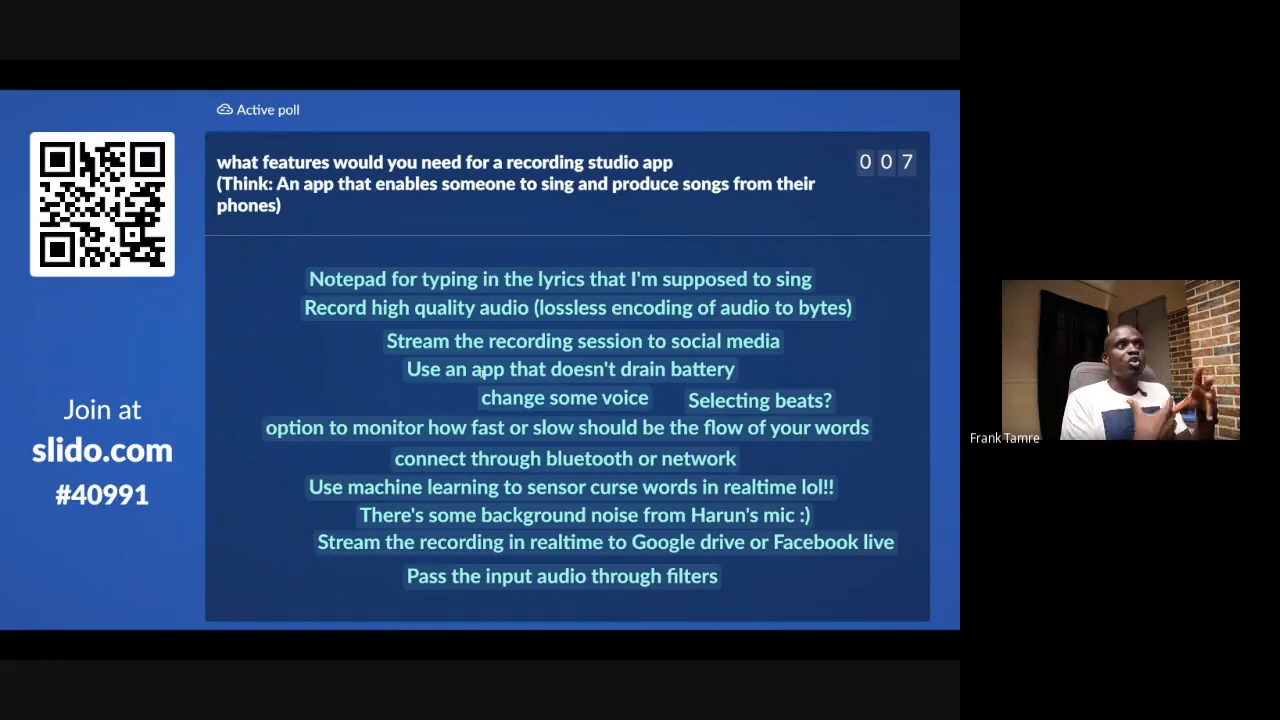 Active poll
what features would you need for a recording studio app
(Think: An app that enables someone to sing and produce songs from their
phones)
007
Notepad for typing in the lyrics that I'm supposed to sing
Record high quality audio (lossless encoding of audio to bytes)
Stream the recording session to social media
Use an app that doesn't drain battery
change some voice
Selecting beats?
option to monitor how fast or slow should be the flow of your words
connect through bluetooth or network
Use machine learning to sensor curse words in realtime lol!!
There's some background noise from Harun's mic :)
Stream the recording in realtime to Google drive or Facebook live
Pass the input audio through filters
Join at
slido.com
#40991
Frank Tamre